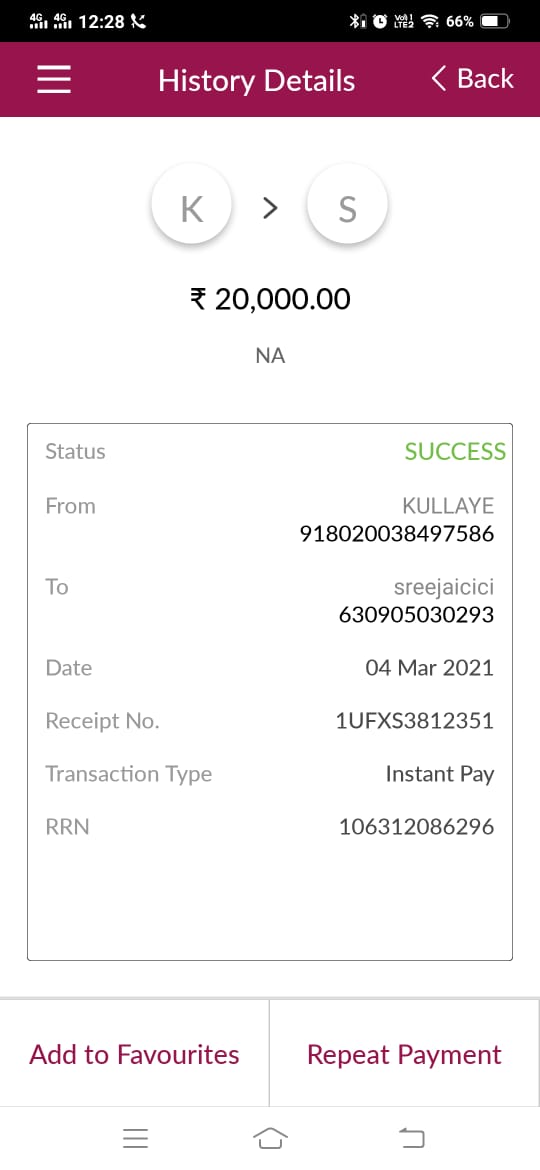 4G 4G 12:28 Vo) 1 LTE2 66%
History Details
Back
K > S
₹ 20,000.00
NA
Status SUCCESS
From KULLAYE
918020038497586
To sreejaicici
630905030293
Date 04 Mar 2021
Receipt No. 1UFXS3812351
Transaction Type Instant Pay
RRN 106312086296
Add to Favourites
Repeat Payment